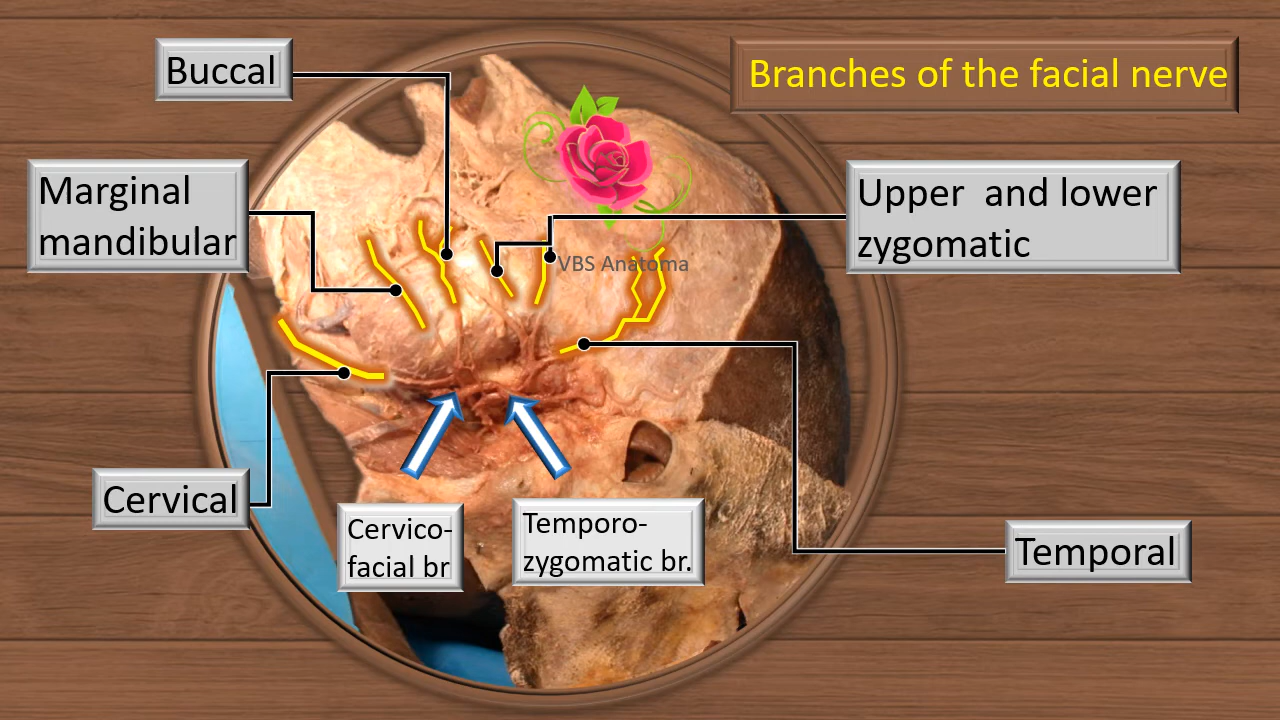 Branches of the facial nerve
Buccal
Marginal
mandibular
Upper and lower
zygomatic
VBS Anatoma
Cervical
Cervico-
facial br
Temporo-
zygomatic br.
Temporal